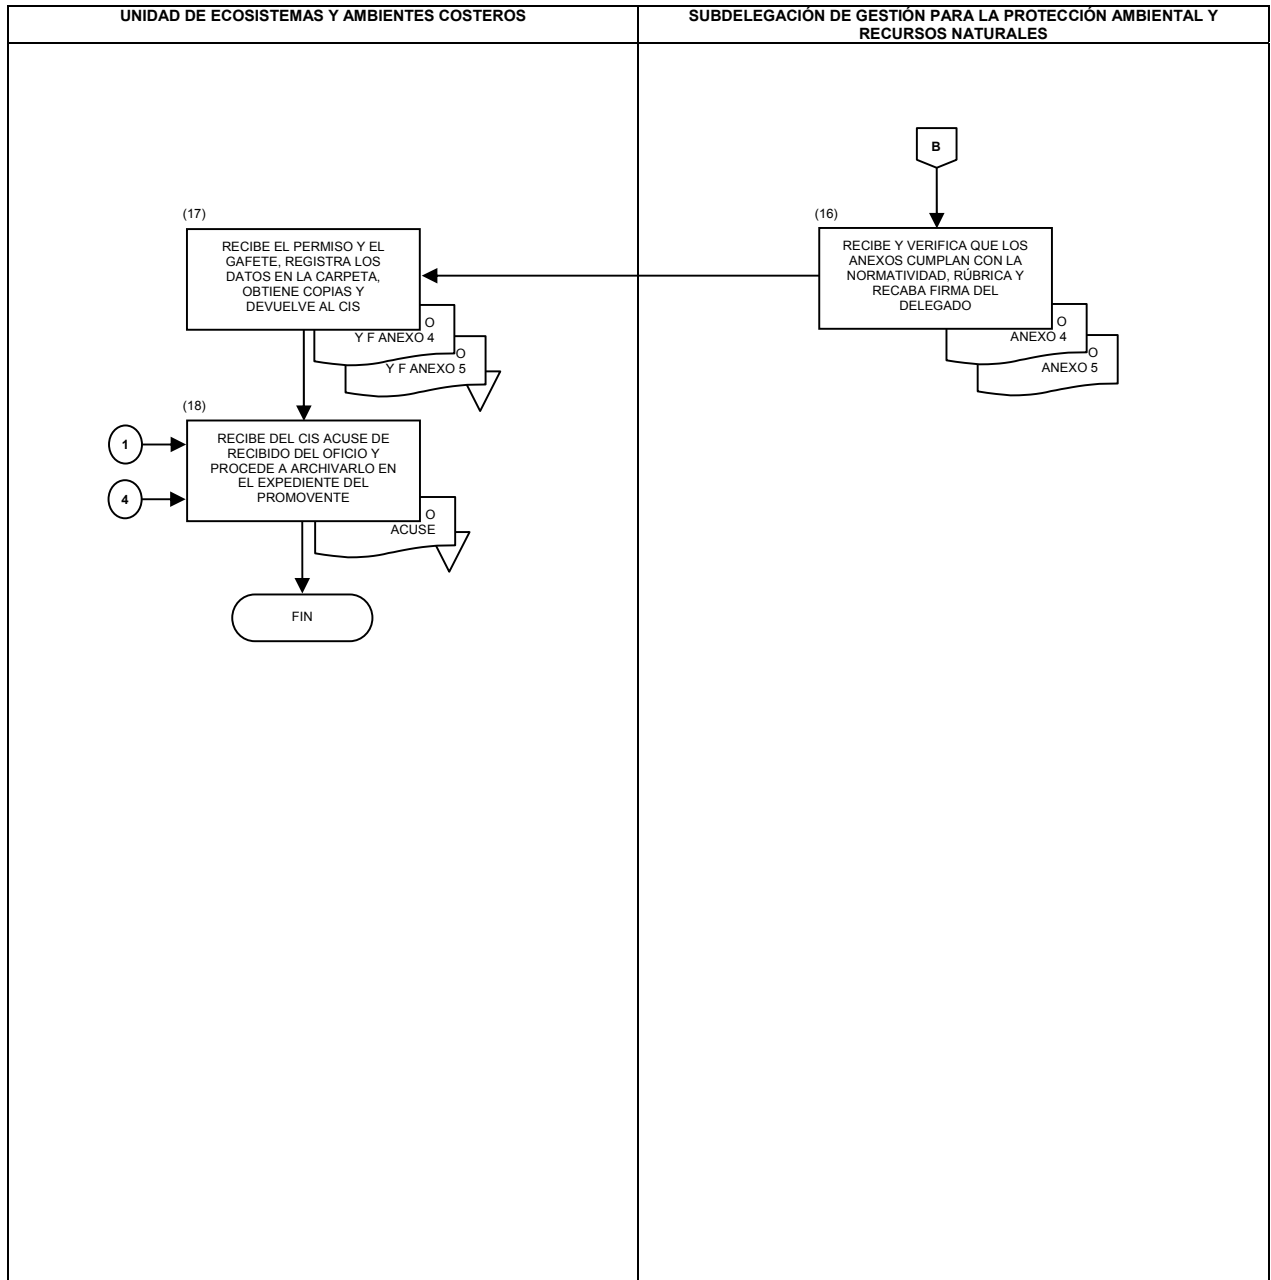 UNIDAD DE ECOSISTEMAS Y AMBIENTES COSTEROS
SUBDELEGACIÓN DE GESTIÓN PARA LA PROTECCIÓN AMBIENTAL Y
RECURSOS NATURALES
B
(16)
RECIBE Y VERIFICA QUE LOS
ANEXOS CUMPLAN CON LA
NORMATIVIDAD, RÚBRICA Y
RECABA FIRMA DEL
DELEGADO
O
ANEXO 4
O
ANEXO 5
(17)
RECIBE EL PERMISO Y EL
GAFETE, REGISTRA LOS
DATOS EN LA CARPETA,
OBTIENE COPIAS Y
DEVUELVE AL CIS
O
Y F ANEXO 4
O
Y F ANEXO 5
(18)
1
4
RECIBE DEL CIS ACUSE DE
RECIBIDO DEL OFICIO Y
PROCEDE A ARCHIVARLO EN
EL EXPEDIENTE DEL
PROMOVENTE
O
ACUSE
FIN